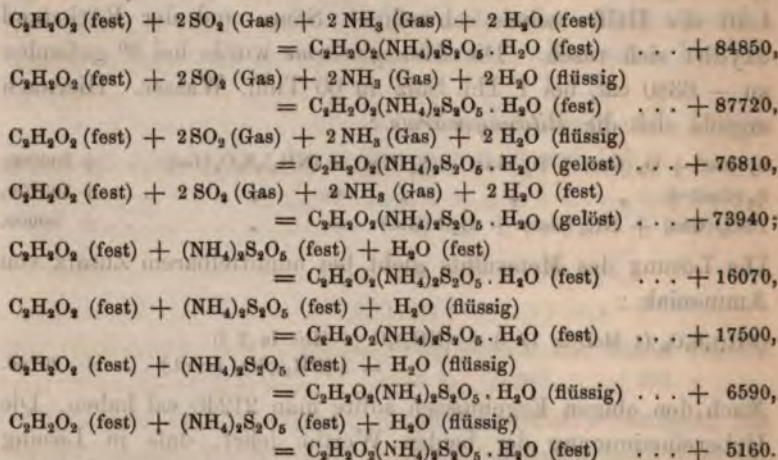 C₂H₂O₂ (fest) + 2 SO₂ (Gas) + 2 NH₃ (Gas) + 2 H₂O (fest)
= C₂H₂O₂(NH₄)₂S₂O₅ . H₂O (fest) . . . + 84850,
C₂H₂O₂ (fest) + 2 SO₂ (Gas) + 2 NH₃ (Gas) + 2 H₂O (flüssig)
= C₂H₂O₂(NH₄)₂S₂O₅ . H₂O (fest) . . . + 87720,
C₂H₂O₂ (fest) + 2 SO₂ (Gas) + 2 NH₃ (Gas) + 2 H₂O (flüssig)
= C₂H₂O₂(NH₄)₂S₂O₅ . H₂O (gelöst) . . . + 76810,
C₂H₂O₂ (fest) + 2 SO₂ (Gas) + 2 NH₃ (Gas) + 2 H₂O (fest)
= C₂H₂O₂(NH₄)₂S₂O₅ . H₂O (gelöst) . . . + 73940;
C₂H₂O₂ (fest) + (NH₄)₂S₂O₅ (fest) + H₂O (fest)
= C₂H₂O₂(NH₄)₂S₂O₅ . H₂O (fest) . . . + 16070,
C₂H₂O₂ (fest) + (NH₄)₂S₂O₅ (fest) + H₂O (flüssig)
= C₂H₂O₂(NH₄)₂S₂O₅ . H₂O (fest) . . . + 17500,
C₂H₂O₂ (fest) + (NH₄)₂S₂O₅ (fest) + H₂O (flüssig)
= C₂H₂O₂(NH₄)₂S₂O₅ . H₂O (flüssig) . . . + 6590,
C₂H₂O₂ (fest) + (NH₄)₂S₂O₅ (fest) + H₂O (flüssig)
= C₂H₂O₂(NH₄)₂S₂O₅ . H₂O (fest) . . . + 5160.